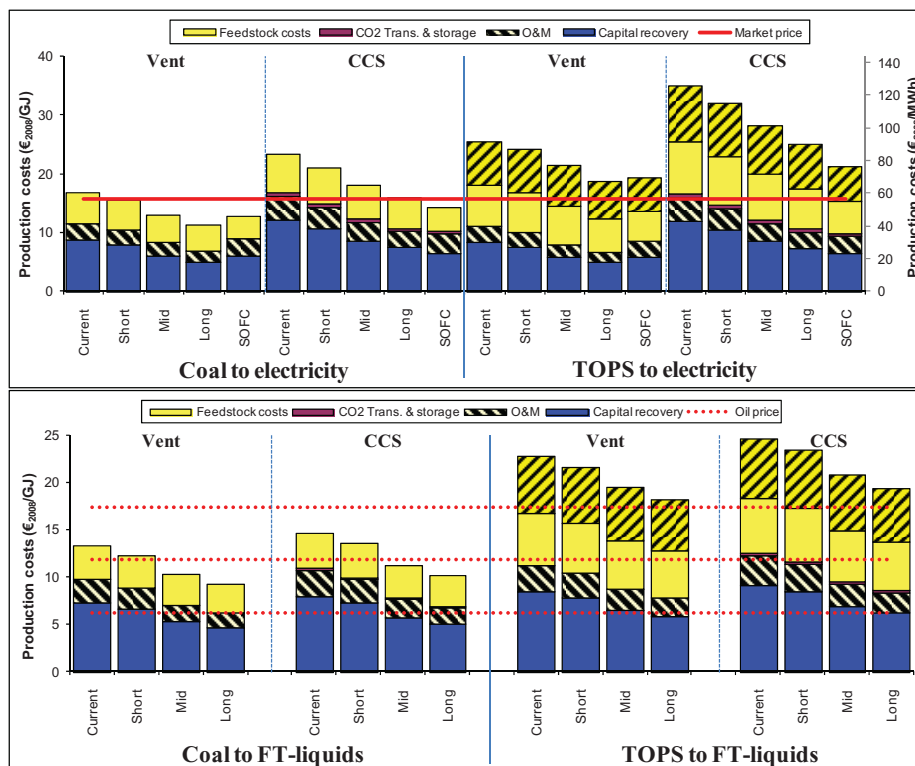 Feedstock costs CO2 Trans. & storage O&M Capital recovery Market price
Vent CCS Vent CCS
Production costs (€2008/GJ)
40
30
20
10
0
140
120
100
80
60
40
20
0
Current Short Mid Long SOFC Current Short Mid Long SOFC Current Short Mid Long SOFC Current Short Mid Long SOFC
Coal to electricity TOPS to electricity
Feedstock costs CO2 Trans. & storage O&M Capital recovery Oil price
Vent CCS Vent CCS
Production costs (€2008/GJ)
25
20
15
10
5
0
Current Short Mid Long Current Short Mid Long Current Short Mid Long Current Short Mid Long
Coal to FT-liquids TOPS to FT-liquids